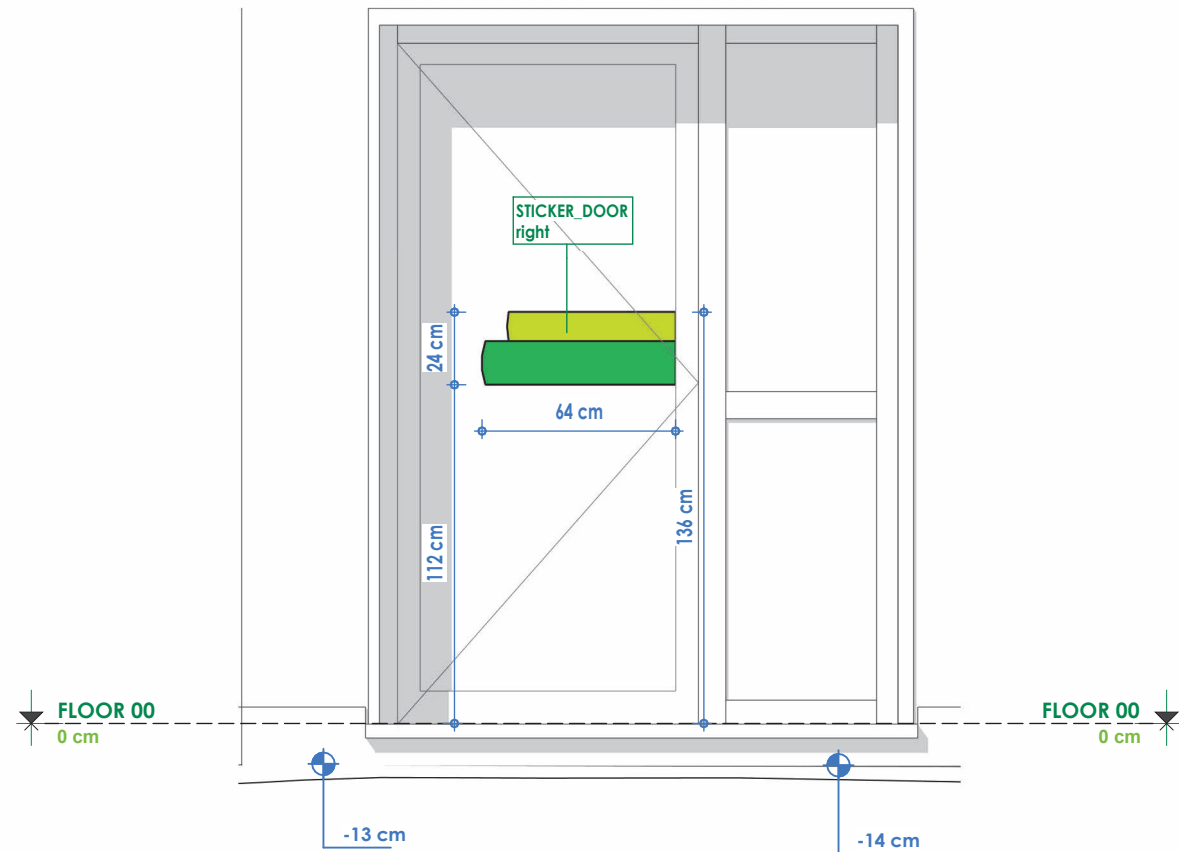 STICKER_DOOR
right
24 cm
64 cm
112 cm
136 cm
FLOOR 00
0 cm
FLOOR 00
0 cm
-13 cm
-14 cm